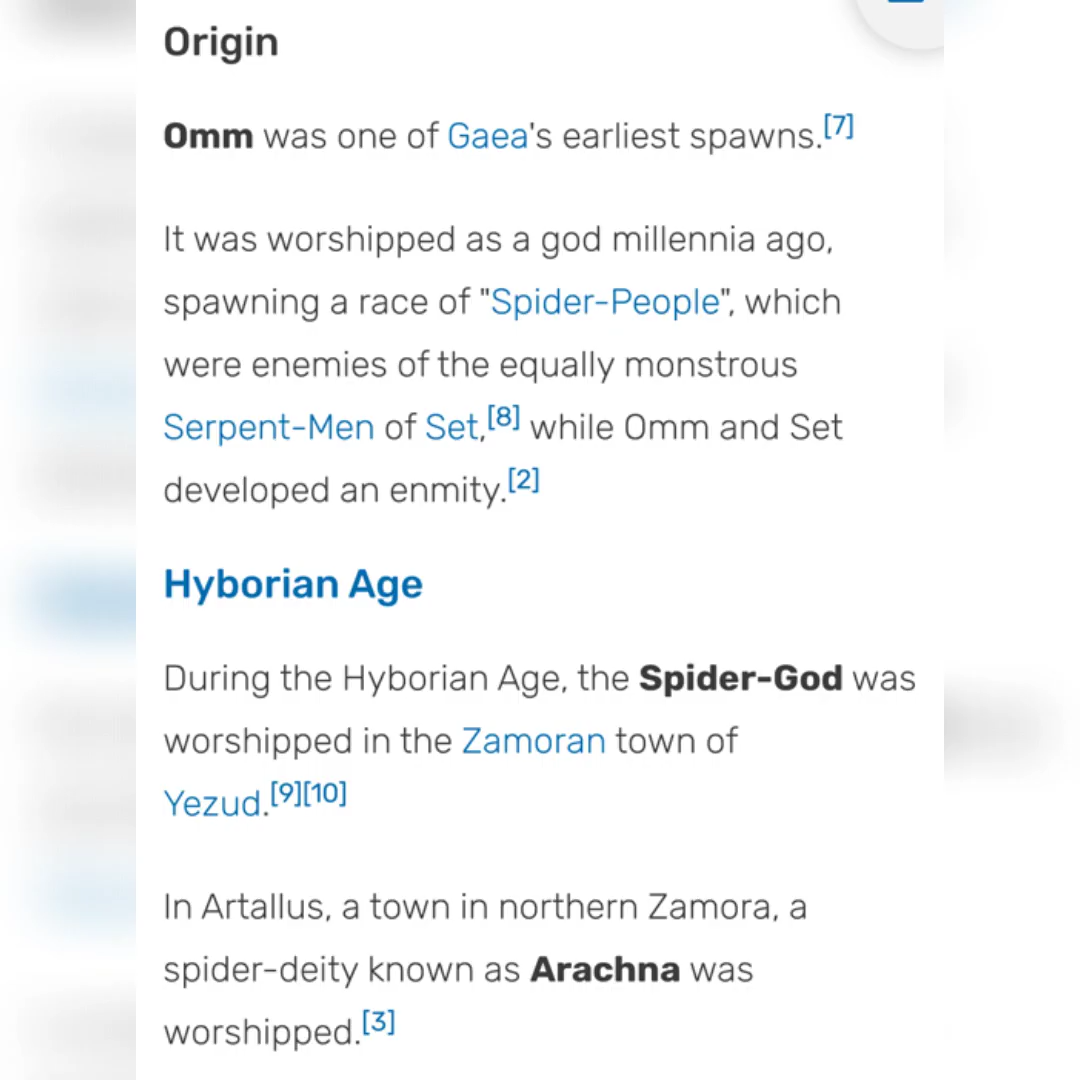 Origin
Omm was one of Gaea's earliest spawns.[7]
It was worshipped as a god millennia ago,
spawning a race of "Spider-People", which
were enemies of the equally monstrous
Serpent-Men of Set,[8] while Omm and Set
developed an enmity.[2]
Hyborian Age
During the Hyborian Age, the Spider-God was
worshipped in the Zamoran town of
Yezud.[9][10]
In Artallus, a town in northern Zamora, a
spider-deity known as Arachna was
worshipped.[3]